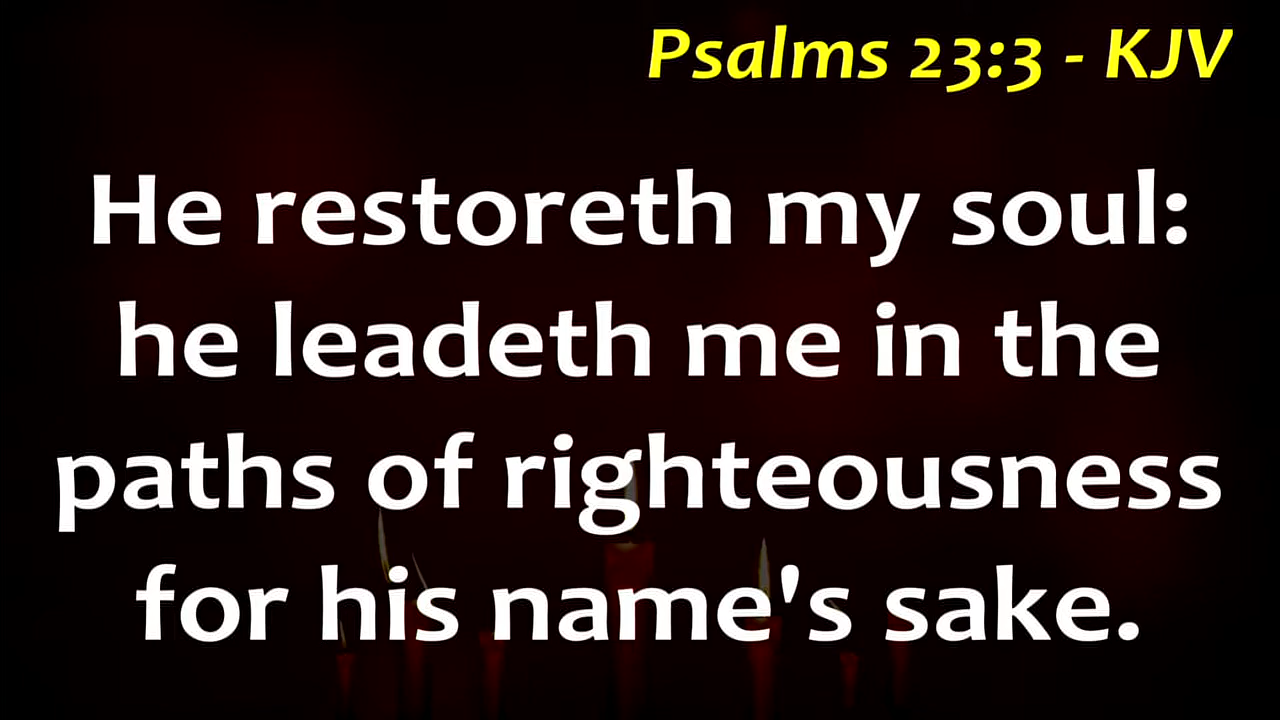 Psalms 23:3 - KJV
He restoreth my soul:
he leadeth me in the
paths of righteousness
for his name's sake.